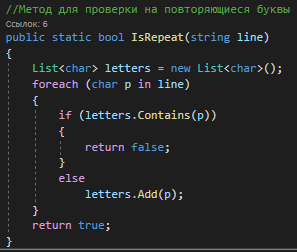 //Метод для проверки на повторяющиеся буквы
Ссылок: 6
public static bool IsRepeat(string line)
{
List<char> letters = new List<char>();
foreach (char p in line)
{
if (letters.Contains(p))
{
return false;
}
else
letters.Add(p);
}
return true;
}